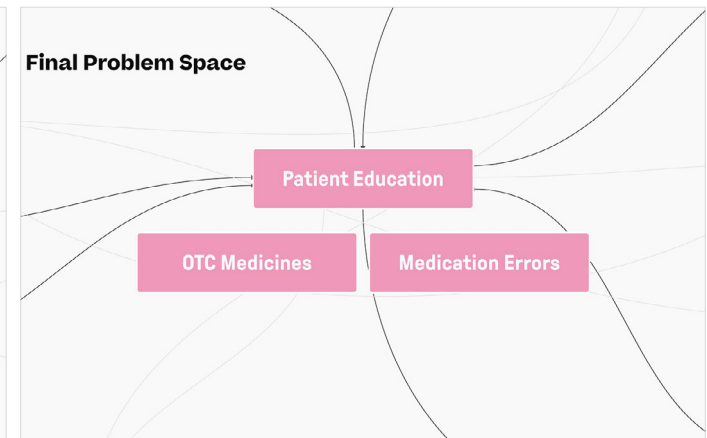 Final Problem Space
Patient Education
OTC Medicines
Medication Errors